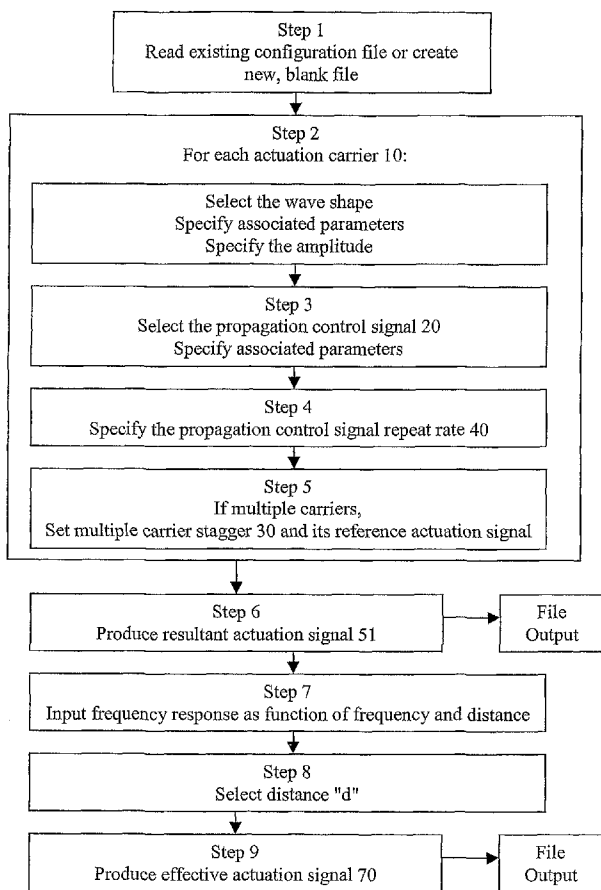 Step 1
Read existing configuration file or create
new, blank file
Step 2
For each actuation carrier 10:
Select the wave shape
Specify associated parameters
Specify the amplitude
Step 3
Select the propagation control signal 20
Specify associated parameters
Step 4
Specify the propagation control signal repeat rate 40
Step 5
If multiple carriers,
Set multiple carrier stagger 30 and its reference actuation signal
Step 6
Produce resultant actuation signal 51
File
Output
Step 7
Input frequency response as function of frequency and distance
Step 8
Select distance "d"
Step 9
Produce effective actuation signal 70
File
Output